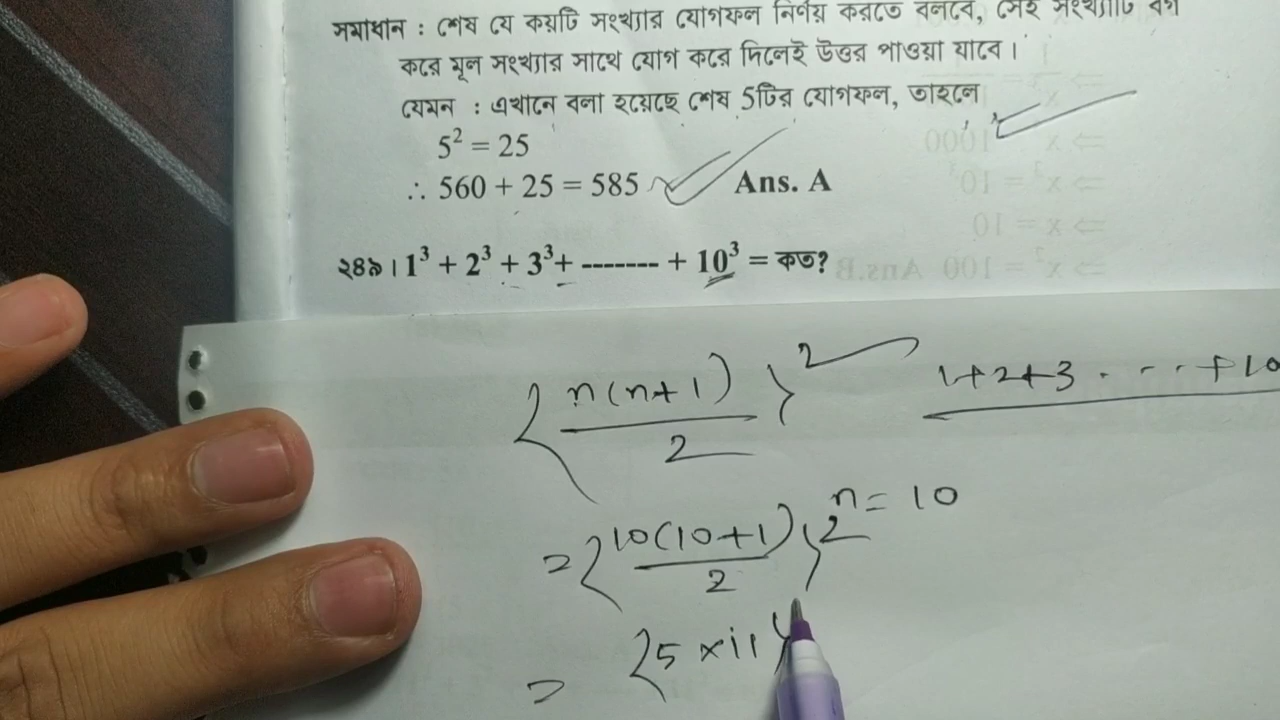 সমাধান : শেষ যে কয়টি সংখ্যার যোগফল নির্ণয় করতে বলবে, সেই সংখ্যাটি বর্গ
করে মূল সংখ্যার সাথে যোগ করে দিলেই উত্তর পাওয়া যাবে।
যেমন : এখানে বলা হয়েছে শেষ 5টির যোগফল, তাহলে
5² = 25
∴ 560 + 25 = 585 Ans. A
২৪৯। 1³ + 2³ + 3³+ ------- + 10³ = কত?
{n(n+1)/2}² 1+2+3 . - .. + 10
n = 10
= {10(10+1)/2}²
= {5 × 11}